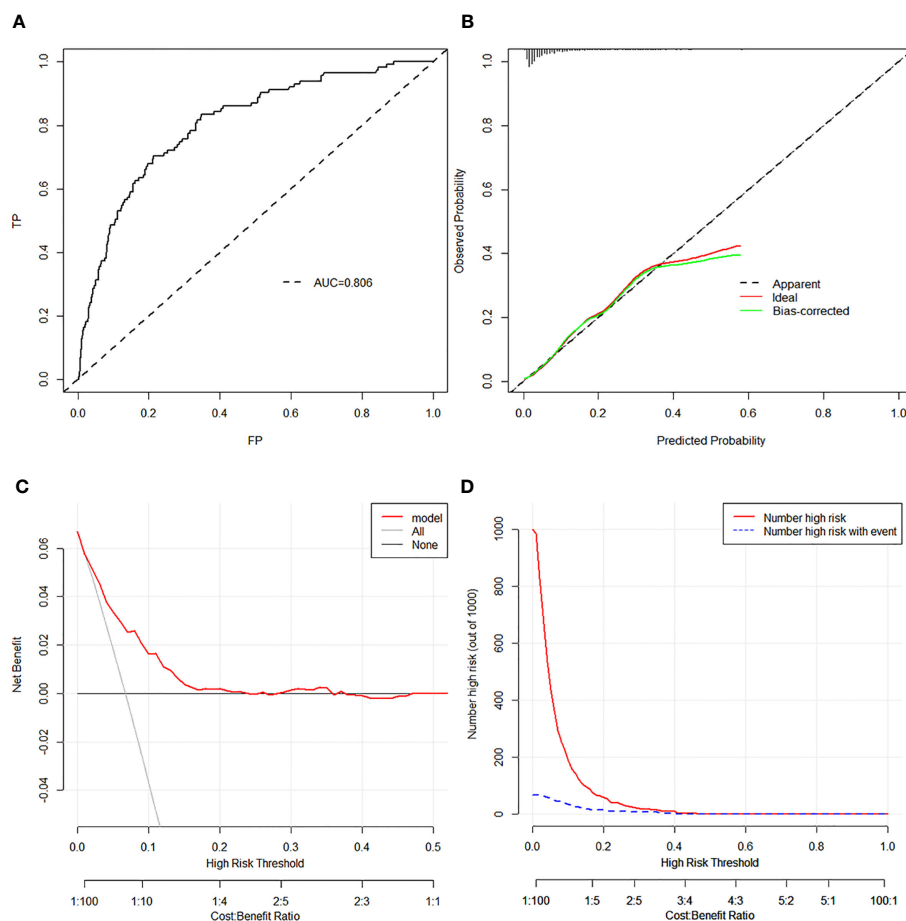 A
1.0
0.8
0.6
0.4
0.2
0.0
TP
AUC=0.806
0.0 0.2 0.4 0.6 0.8 1.0
FP
B
1.0
0.8
0.6
0.4
0.2
0.0
Observed Probability
Apparent
Ideal
Bias-corrected
0.0 0.2 0.4 0.6 0.8 1.0
Predicted Probability
C
model
All
None
0.06
0.04
0.02
0.00
-0.02
-0.04
Net Benefit
0.0 0.1 0.2 0.3 0.4 0.5
High Risk Threshold
1:100 1:10 1:4 2:5 2:3 1:1
Cost:Benefit Ratio
D
Number high risk
Number high risk with event
1000
800
600
400
200
0
Number high risk (out of 1000)
0.0 0.2 0.4 0.6 0.8 1.0
High Risk Threshold
1:100 1:5 2:5 3:4 4:3 5:2 5:1 100:1
Cost:Benefit Ratio